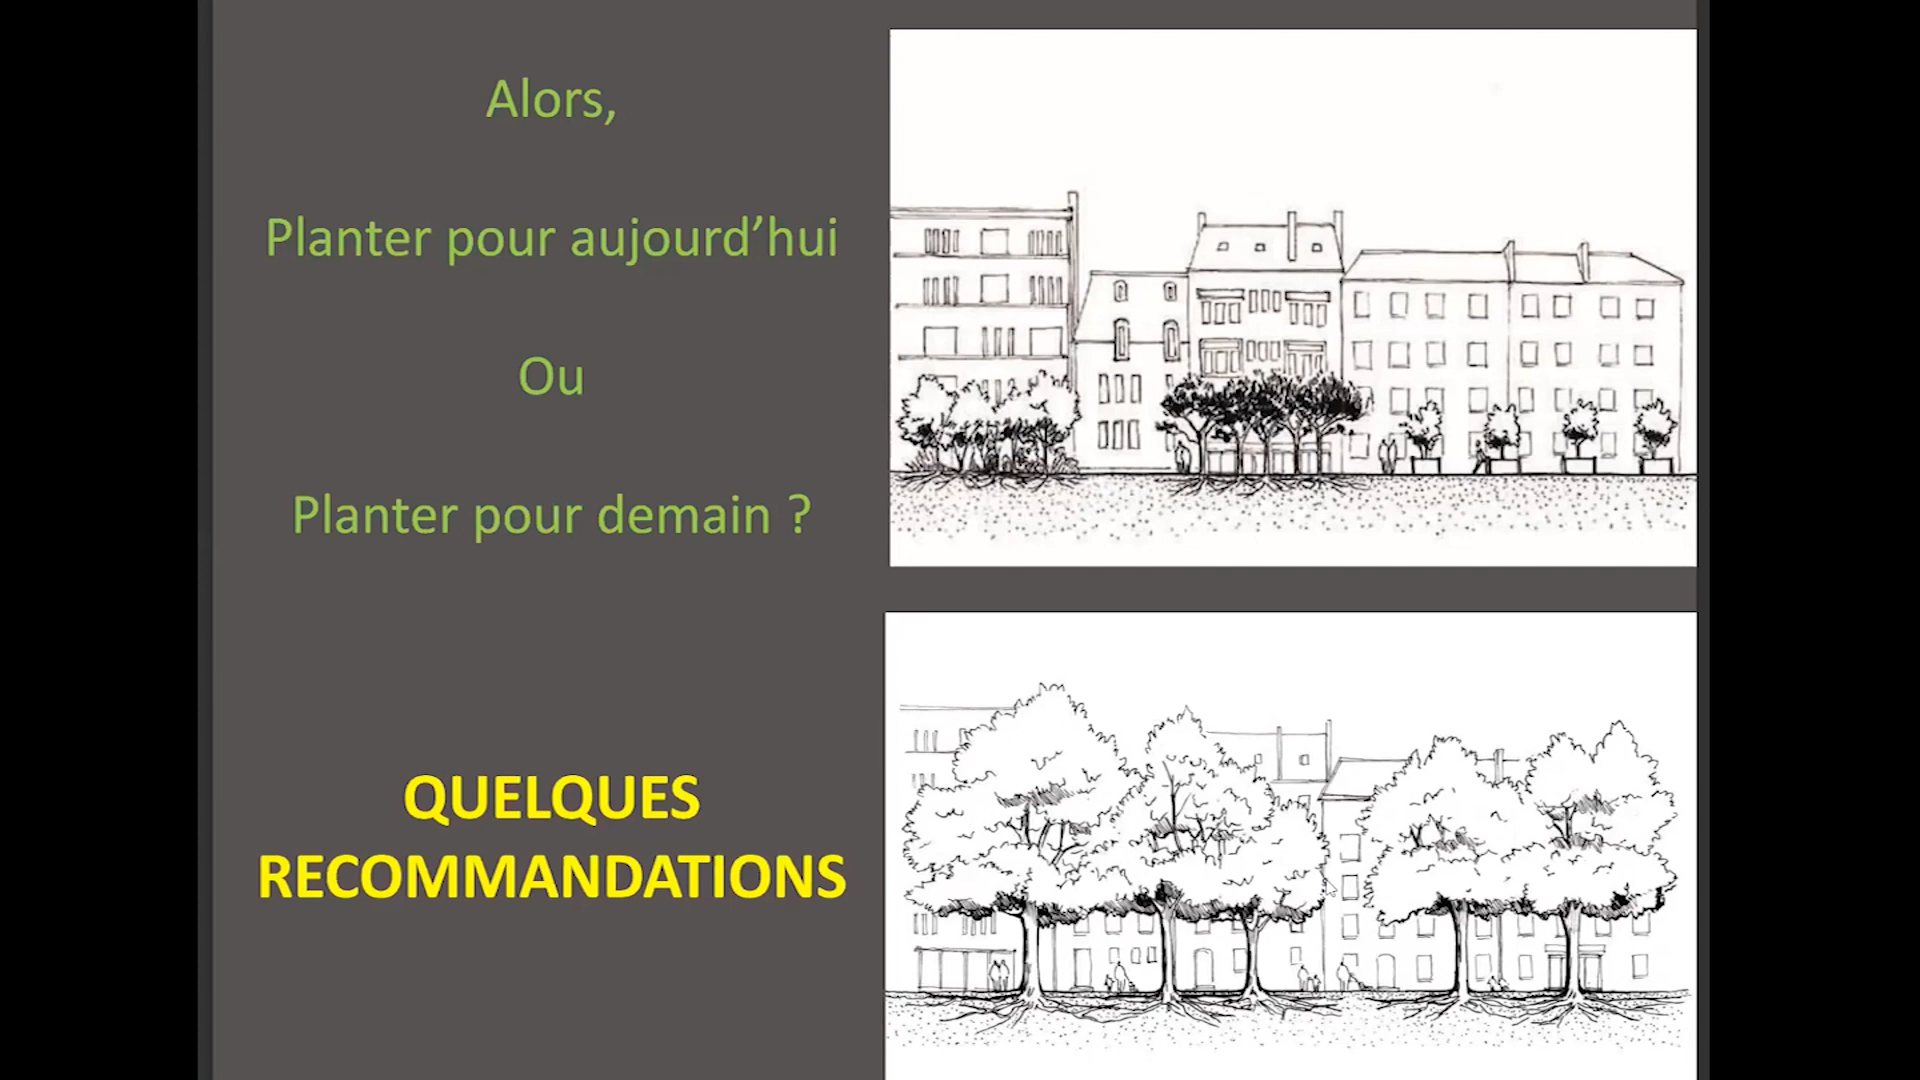 Alors,
Planter pour aujourd’hui
Ou
Planter pour demain ?
QUELQUES
RECOMMANDATIONS